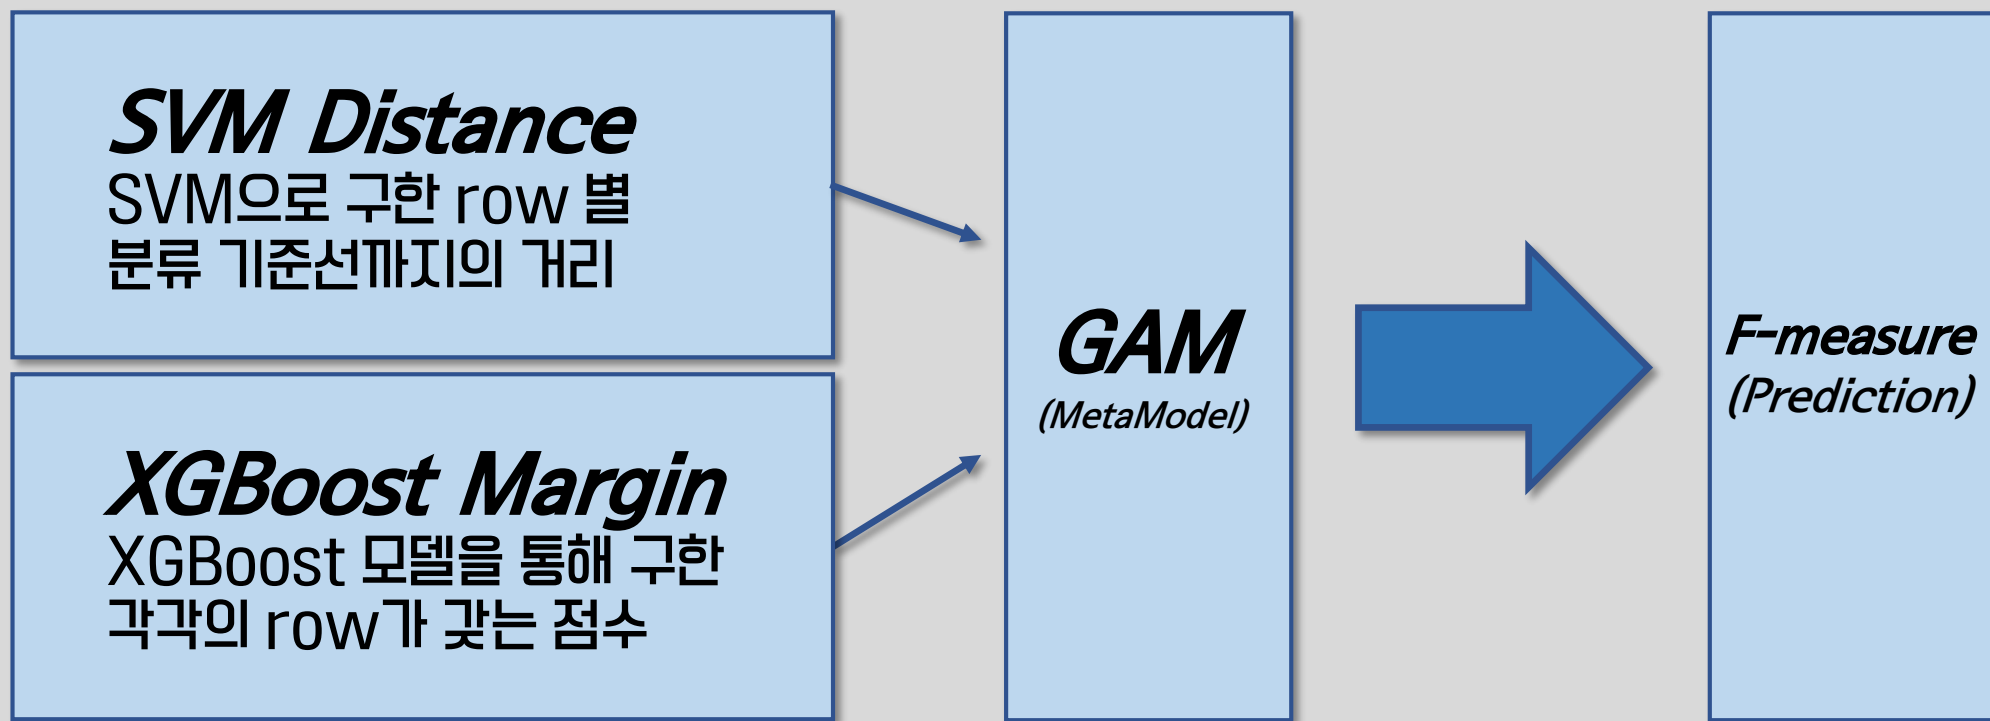 SVM Distance
SVM으로 구한 row 별
분류 기준선까지의 거리
XGBoost Margin
XGBoost 모델을 통해 구한
각각의 row가 갖는 점수
GAM
(MetaModel)
F-measure
(Prediction)